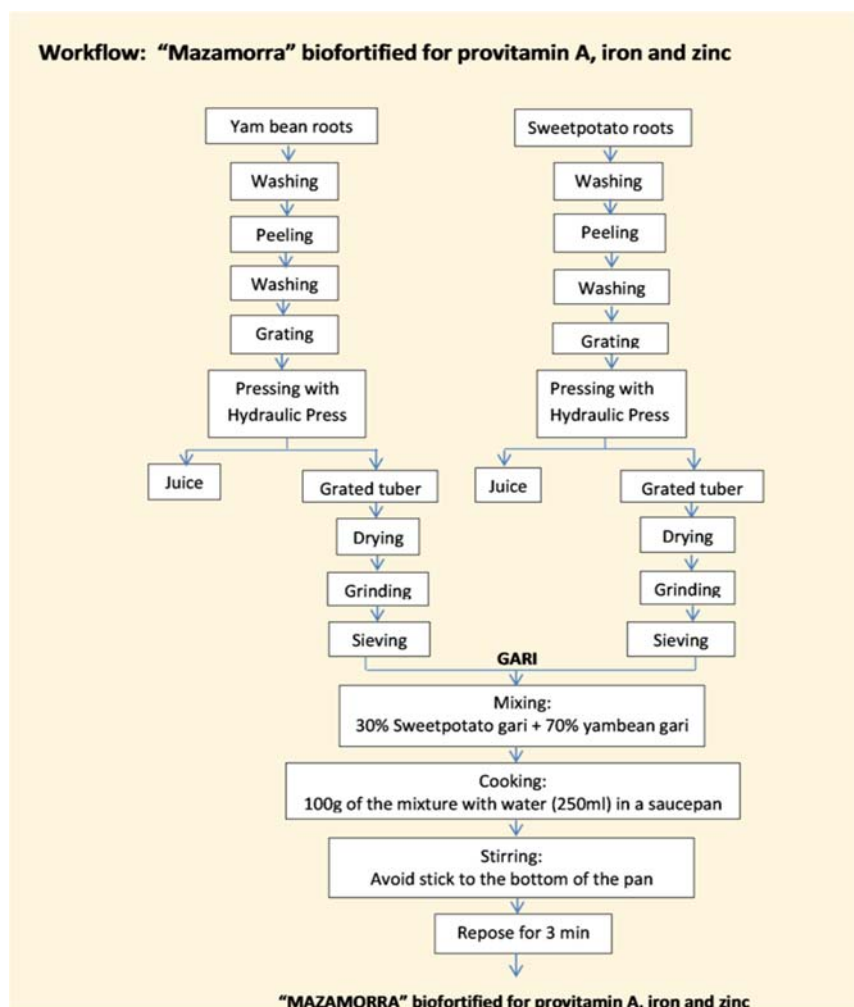 Workflow: “Mazamorra” biofortified for provitamin A, iron and zinc
Yam bean roots
Washing
Peeling
Washing
Grating
Pressing with
Hydraulic Press
Juice
Grated tuber
Drying
Grinding
Sieving
Sweetpotato roots
Washing
Peeling
Washing
Grating
Pressing with
Hydraulic Press
Juice
Grated tuber
Drying
Grinding
Sieving
GARI
Mixing:
30% Sweetpotato gari + 70% yambean gari
Cooking:
100g of the mixture with water (250ml) in a saucepan
Stirring:
Avoid stick to the bottom of the pan
Repose for 3 min
“MAZAMORRA” biofortified for provitamin A, iron and zinc